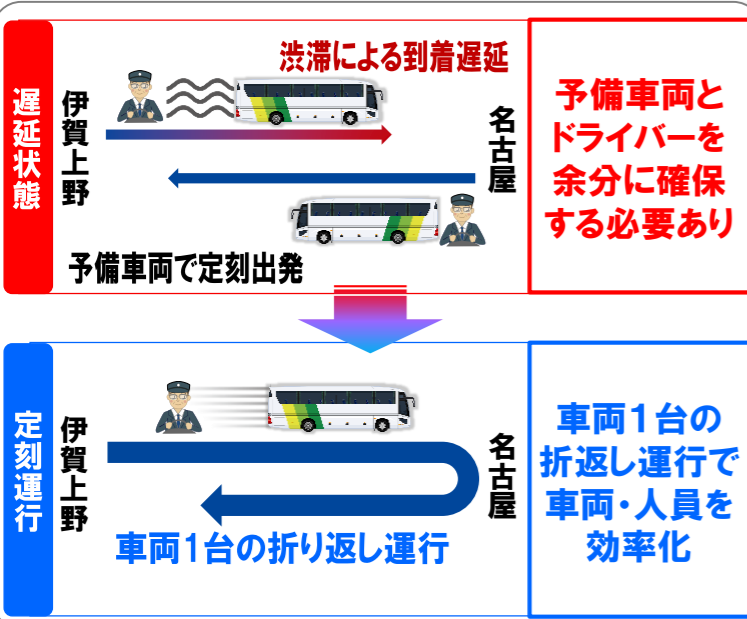 遅延状態
伊賀上野
渋滞による到着遅延
名古屋
予備車両で定刻出発
予備車両と
ドライバーを
余分に確保
する必要あり
定刻運行
伊賀上野
名古屋
車両1台の折り返し運行
車両1台の
折返し運行で
車両・人員を
効率化